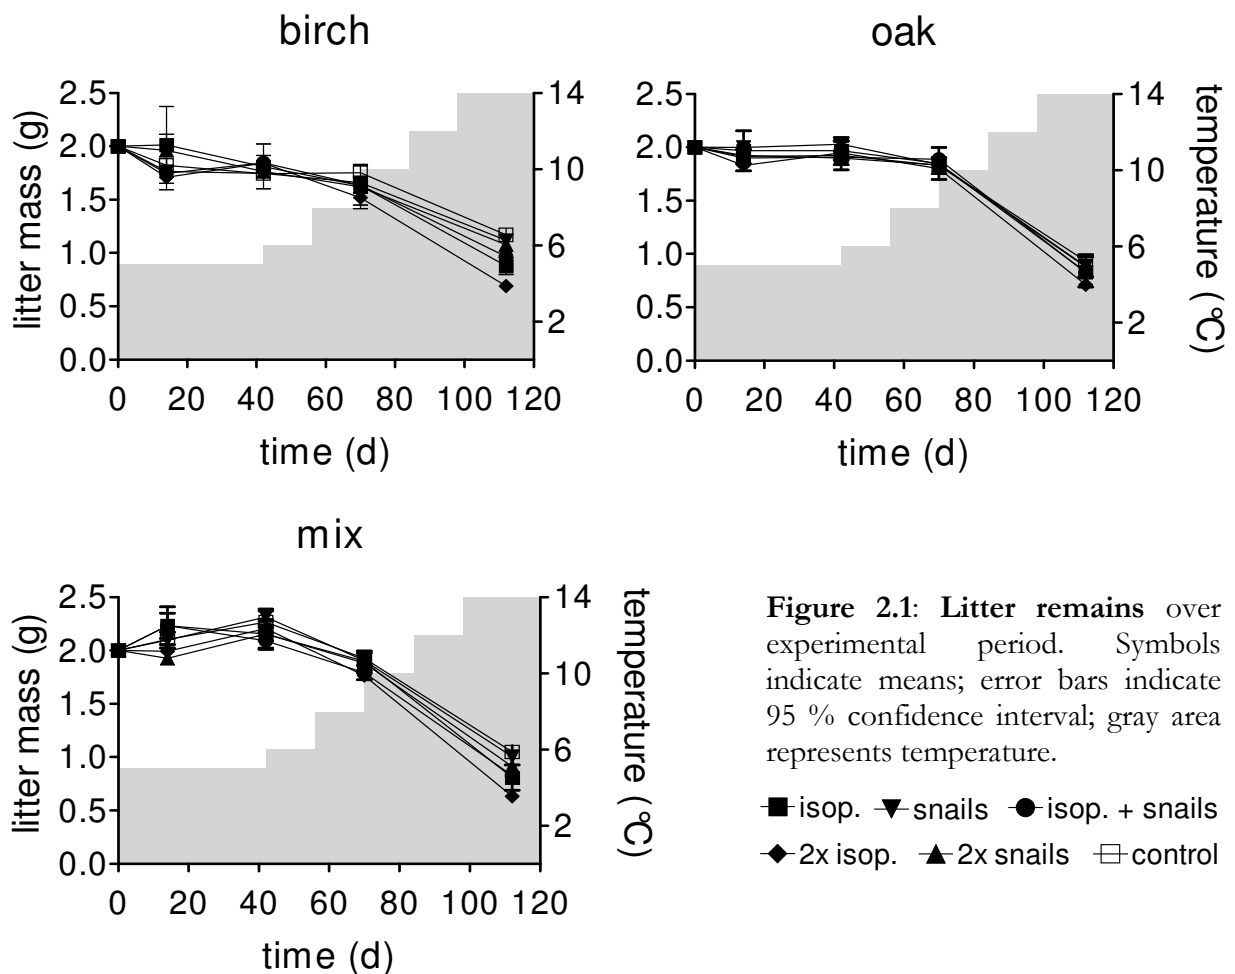 birch
2.5
2.0
1.5
1.0
0.5
0.0
litter mass (g)
14
10
6
2
0 20 40 60 80 100 120
time (d)
oak
2.5
2.0
1.5
1.0
0.5
0.0
14
10
6
2
temperature (°C)
0 20 40 60 80 100 120
time (d)
mix
2.5
2.0
1.5
1.0
0.5
0.0
litter mass (g)
14
10
6
2
temperature (°C)
0 20 40 60 80 100 120
time (d)
Figure 2.1: Litter remains over
experimental period. Symbols
indicate means; error bars indicate
95 % confidence interval; gray area
represents temperature.
isop. snails isop. + snails
2x isop. 2x snails control